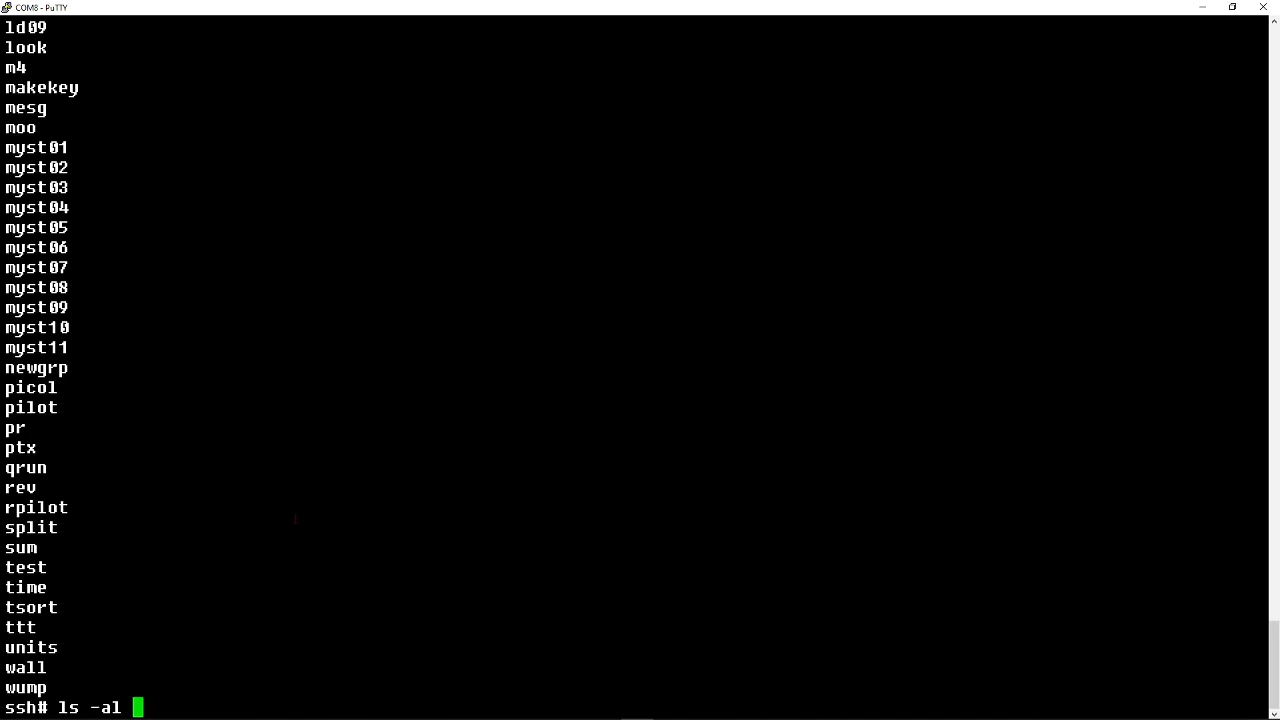 COM8 - PuTTY
ld09
look
m4
makekey
mesg
moo
myst01
myst02
myst03
myst04
myst05
myst06
myst07
myst08
myst09
myst10
myst11
newgrp
picol
pilot
pr
ptx
qrun
rev
rpilot
split
sum
test
time
tsort
ttt
units
wall
wump
ssh# ls -al